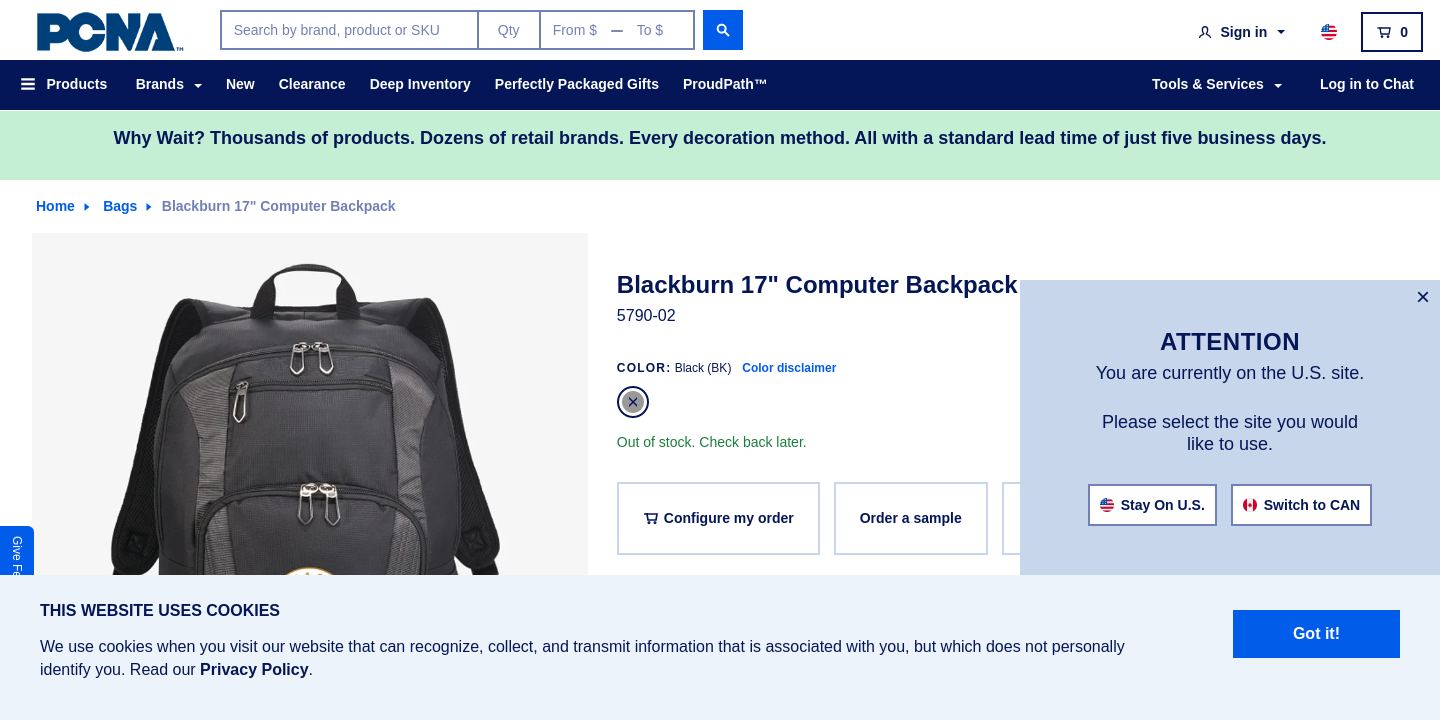 PCNA™
Search by brand, product or SKU
Qty
From $ — To $
Sign in
0
Products
Brands
New
Clearance
Deep Inventory
Perfectly Packaged Gifts
ProudPath™
Tools & Services
Log in to Chat
Why Wait? Thousands of products. Dozens of retail brands. Every decoration method. All with a standard lead time of just five business days.
Home
Bags
Blackburn 17" Computer Backpack
Blackburn 17" Computer Backpack
5790-02
COLOR: Black (BK) Color disclaimer
Out of stock. Check back later.
Configure my order
Order a sample
ATTENTION
You are currently on the U.S. site.
Please select the site you would
like to use.
Stay On U.S.
Switch to CAN
Give
THIS WEBSITE USES COOKIES
We use cookies when you visit our website that can recognize, collect, and transmit information that is associated with you, but which does not personally
identify you. Read our Privacy Policy.
Got it!